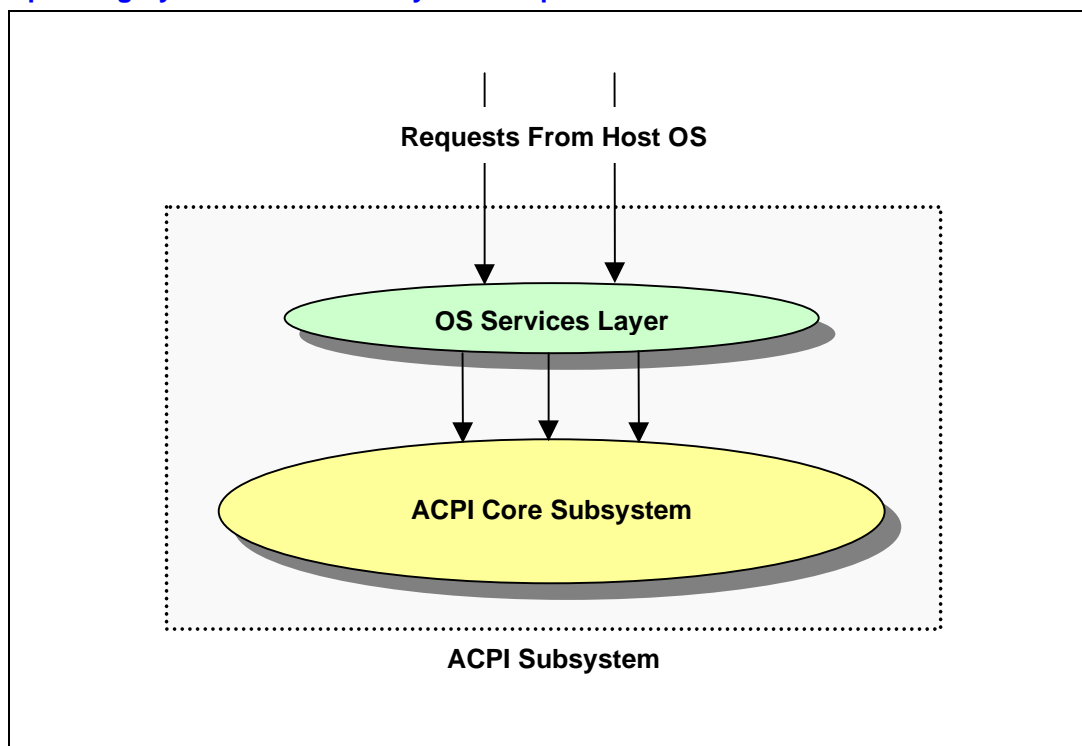 Requests From Host OS
OS Services Layer
ACPI Core Subsystem
ACPI Subsystem